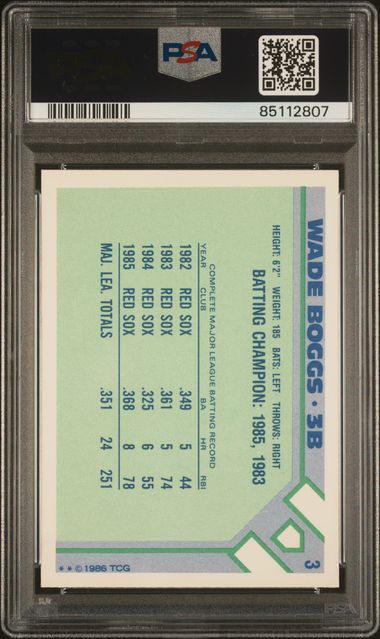 PSA
85112807
WADE BOGGS • 3B
HEIGHT: 6'2" WEIGHT: 185 BATS: LEFT THROWS: RIGHT
BATTING CHAMPION: 1985, 1983
COMPLETE MAJOR LEAGUE BATTING RECORD
YEAR CLUB BA HR RBI
1982 RED SOX .349 5 44
1983 RED SOX .361 5 74
1984 RED SOX .325 6 55
1985 RED SOX .368 8 78
MAJ. LEA. TOTALS .351 24 251
3
* * © 1986 TCG